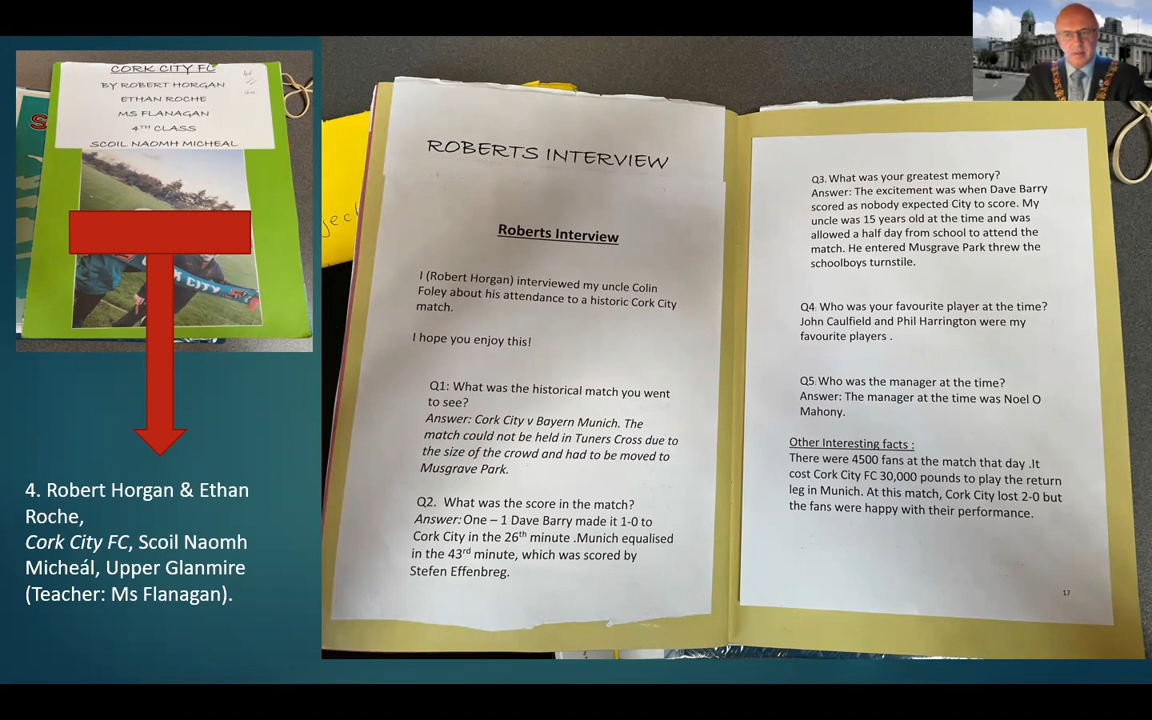 CORK CITY FC
BY ROBERT HORGAN
ETHAN ROCHE
MS FLANAGAN
4TH CLASS
SCOIL NAOMH MICHEAL
CITY
4. Robert Horgan & Ethan
Roche,
Cork City FC, Scoil Naomh
Micheál, Upper Glanmire
(Teacher: Ms Flanagan).
ROBERTS INTERVIEW
Roberts Interview
I (Robert Horgan) interviewed my uncle Colin
Foley about his attendance to a historic Cork City
match.
I hope you enjoy this!
Q1: What was the historical match you went
to see?
Answer: Cork City v Bayern Munich. The
match could not be held in Tuners Cross due to
the size of the crowd and had to be moved to
Musgrave Park.
Q2. What was the score in the match?
Answer: One – 1 Dave Barry made it 1-0 to
Cork City in the 26th minute .Munich equalised
in the 43rd minute, which was scored by
Stefen Effenbreg.
Q3. What was your greatest memory?
Answer: The excitement was when Dave Barry
scored as nobody expected City to score. My
uncle was 15 years old at the time and was
allowed a half day from school to attend the
match. He entered Musgrave Park threw the
schoolboys turnstile.
Q4. Who was your favourite player at the time?
John Caulfield and Phil Harrington were my
favourite players .
Q5. Who was the manager at the time?
Answer: The manager at the time was Noel O
Mahony.
Other Interesting facts :
There were 4500 fans at the match that day .It
cost Cork City FC 30,000 pounds to play the return
leg in Munich. At this match, Cork City lost 2-0 but
the fans were happy with their performance.
17